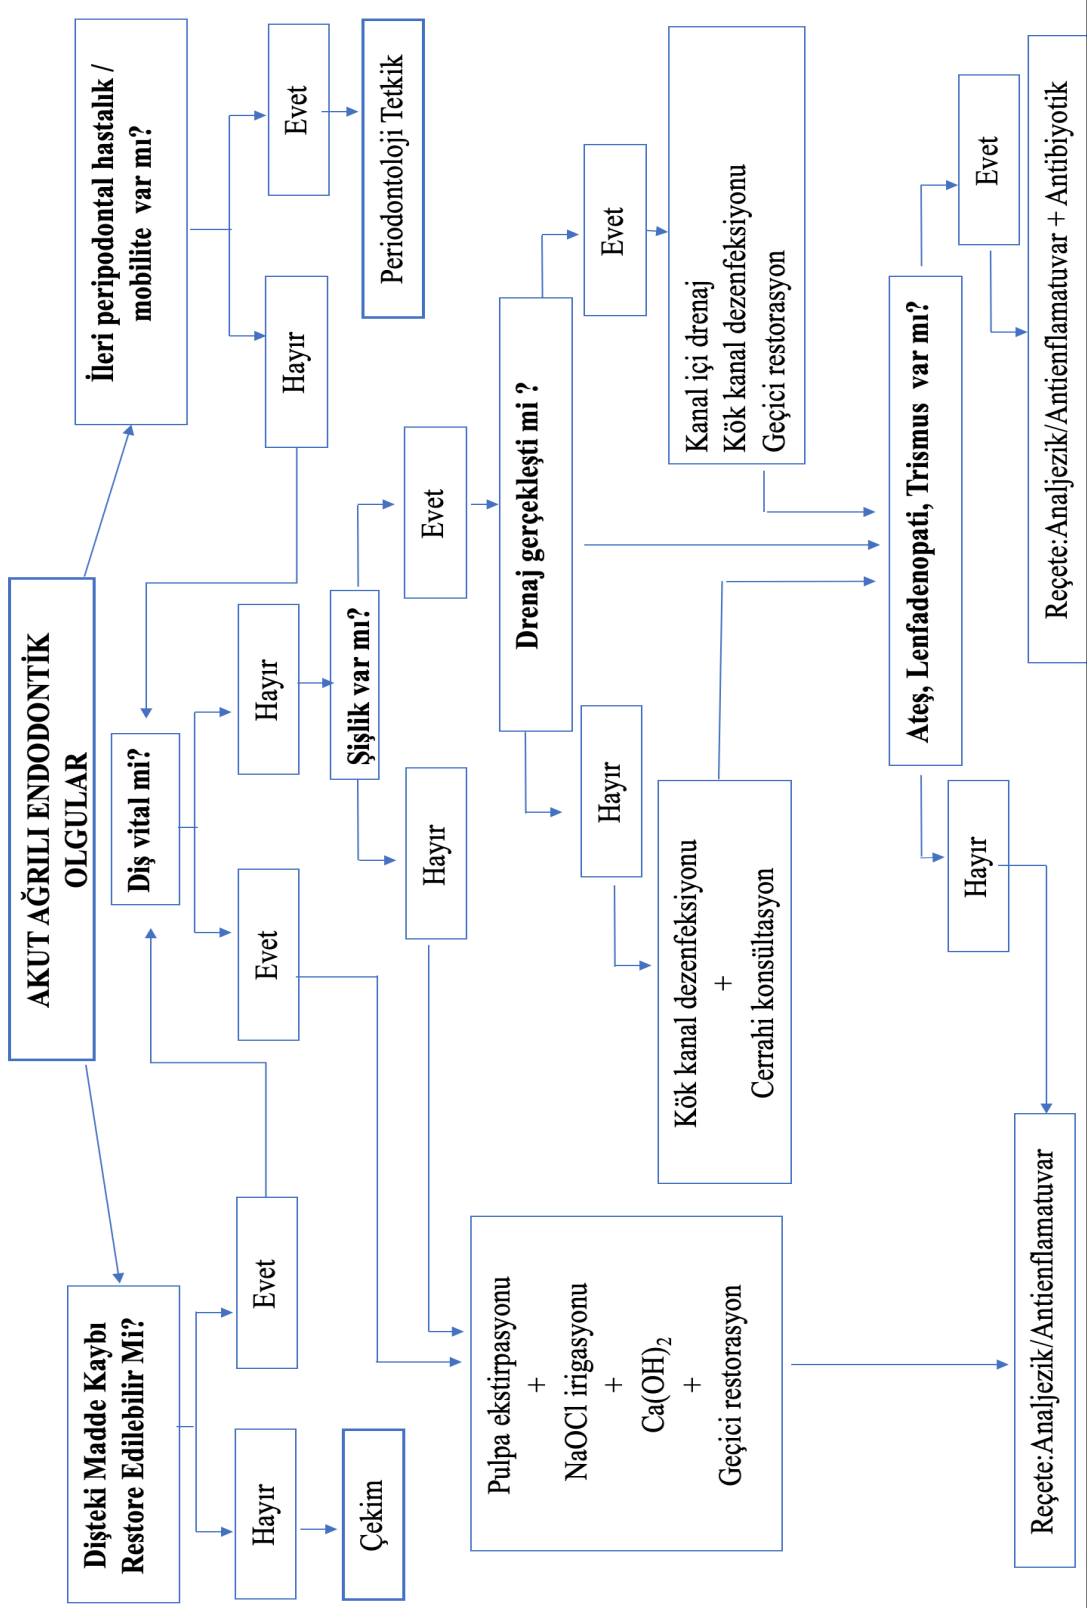 AKUT AĞRILI ENDODONTİK
OLGULAR
Dişteki Madde Kaybı
Restore Edilebilir Mi?
Diş vital mi?
İleri peripodontal hastalık /
mobilite var mı?
Hayır
Evet
Evet
Hayır
Hayır
Evet
Çekim
Şişlik var mı?
Periodontoloji Tetkik
Hayır
Evet
Pulpa ekstirpasyonu
+
NaOCl irigasyonu
+
Ca(OH)₂
+
Geçici restorasyon
Drenaj gerçekleşti mi ?
Hayır
Evet
Kök kanal dezenfeksiyonu
+
Cerrahi konsültasyon
Kanal içi drenaj
Kök kanal dezenfeksiyonu
Geçici restorasyon
Ateş, Lenfadenopati, Trismus var mı?
Hayır
Evet
Reçete:Analjezik/Antienflamatuvar
Reçete:Analjezik/Antienflamatuvar + Antibiyotik